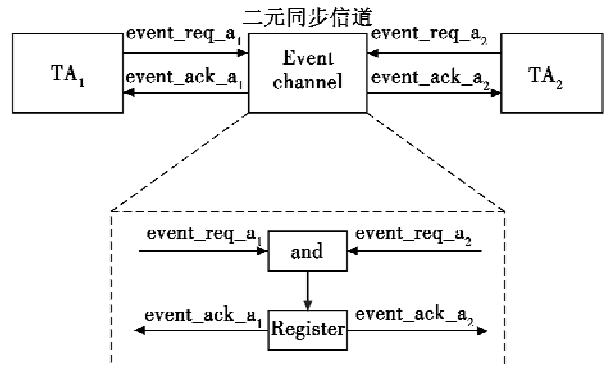 二元同步信道
event_req_a₁
event_req_a₂
TA₁
Event
channel
TA₂
event_ack_a₁
event_ack_a₂
event_req_a₁
event_req_a₂
and
event_ack_a₁
event_ack_a₂
Register